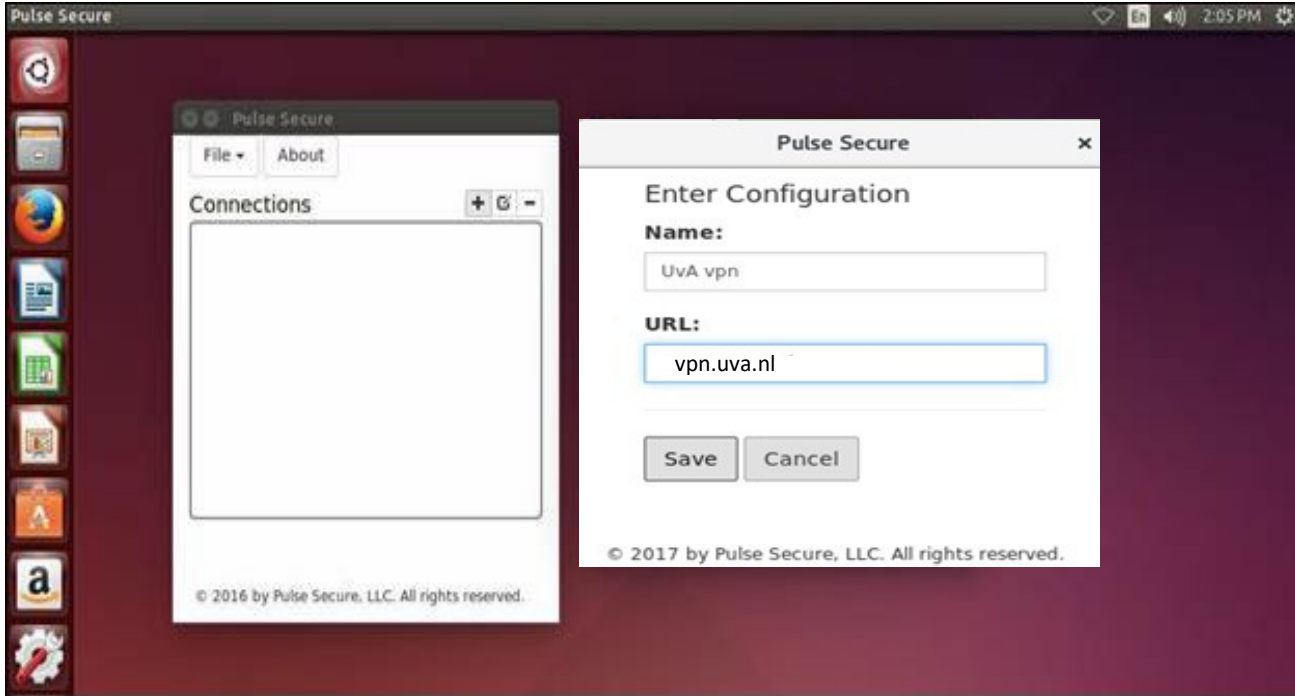 Pulse Secure
En
2:05 PM
Pulse Secure
File
About
Connections
© 2016 by Pulse Secure, LLC. All rights reserved.
Pulse Secure
Enter Configuration
Name:
UvA vpn
URL:
vpn.uva.nl
Save
Cancel
© 2017 by Pulse Secure, LLC. All rights reserved.
A
a